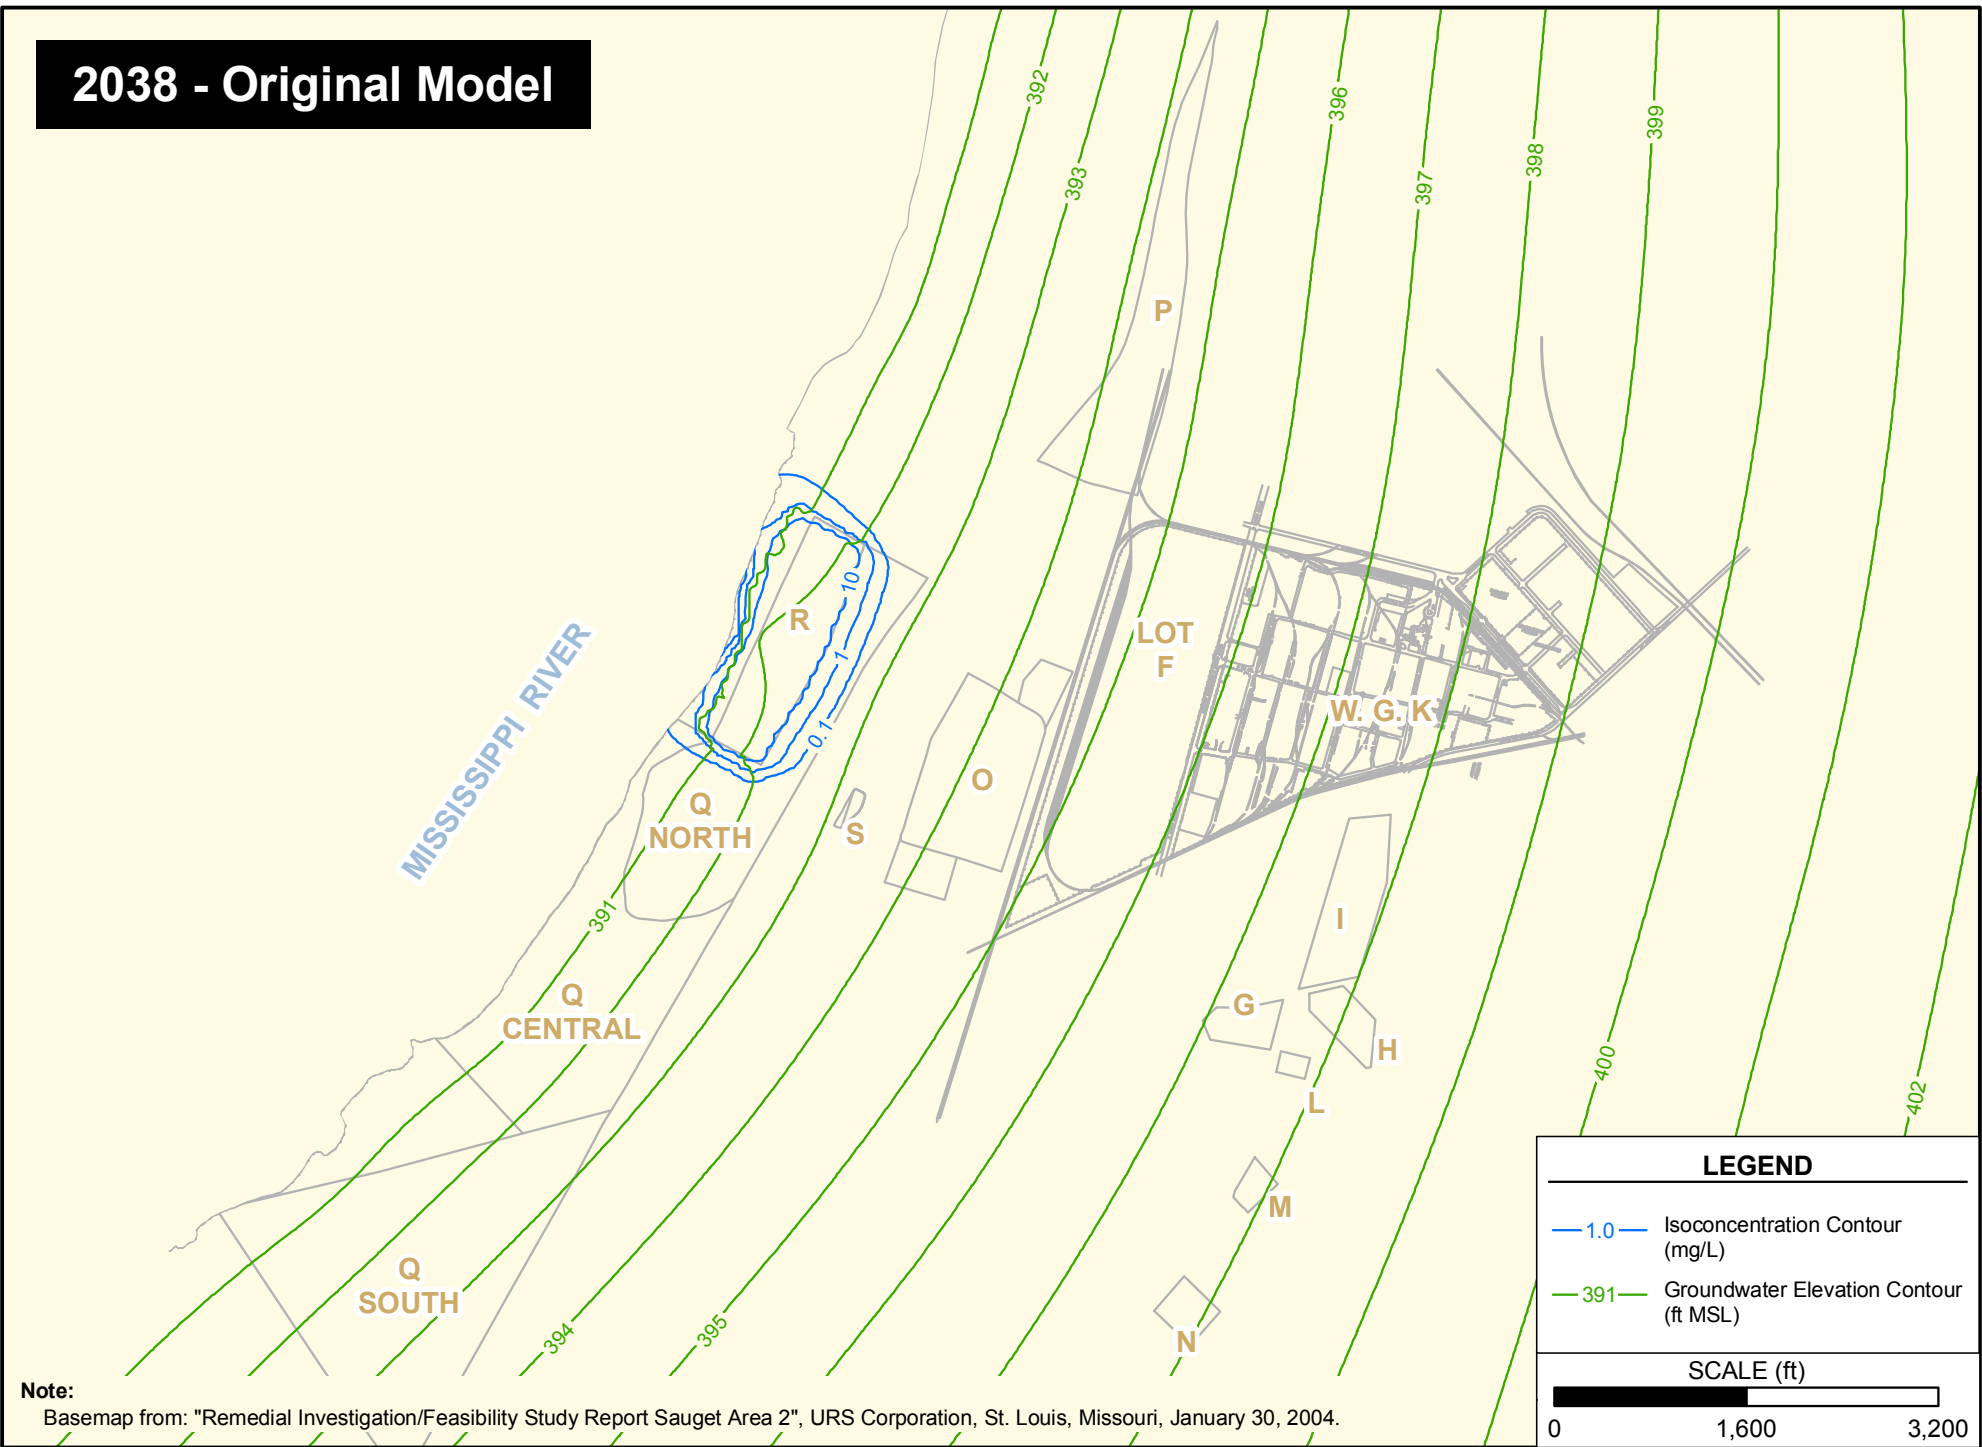 2038 - Original Model
392
393
396
397
398
399
P
10
R
1
0.1
LOT
F
W. G. K
MISSISSIPPI RIVER
O
Q
NORTH
S
391
I
Q
CENTRAL
G
H
L
400
402
M
Q
SOUTH
394
395
N
LEGEND
1.0 Isoconcentration Contour
(mg/L)
391 Groundwater Elevation Contour
(ft MSL)
SCALE (ft)
0 1,600 3,200
Note:
Basemap from: "Remedial Investigation/Feasibility Study Report Sauget Area 2", URS Corporation, St. Louis, Missouri, January 30, 2004.